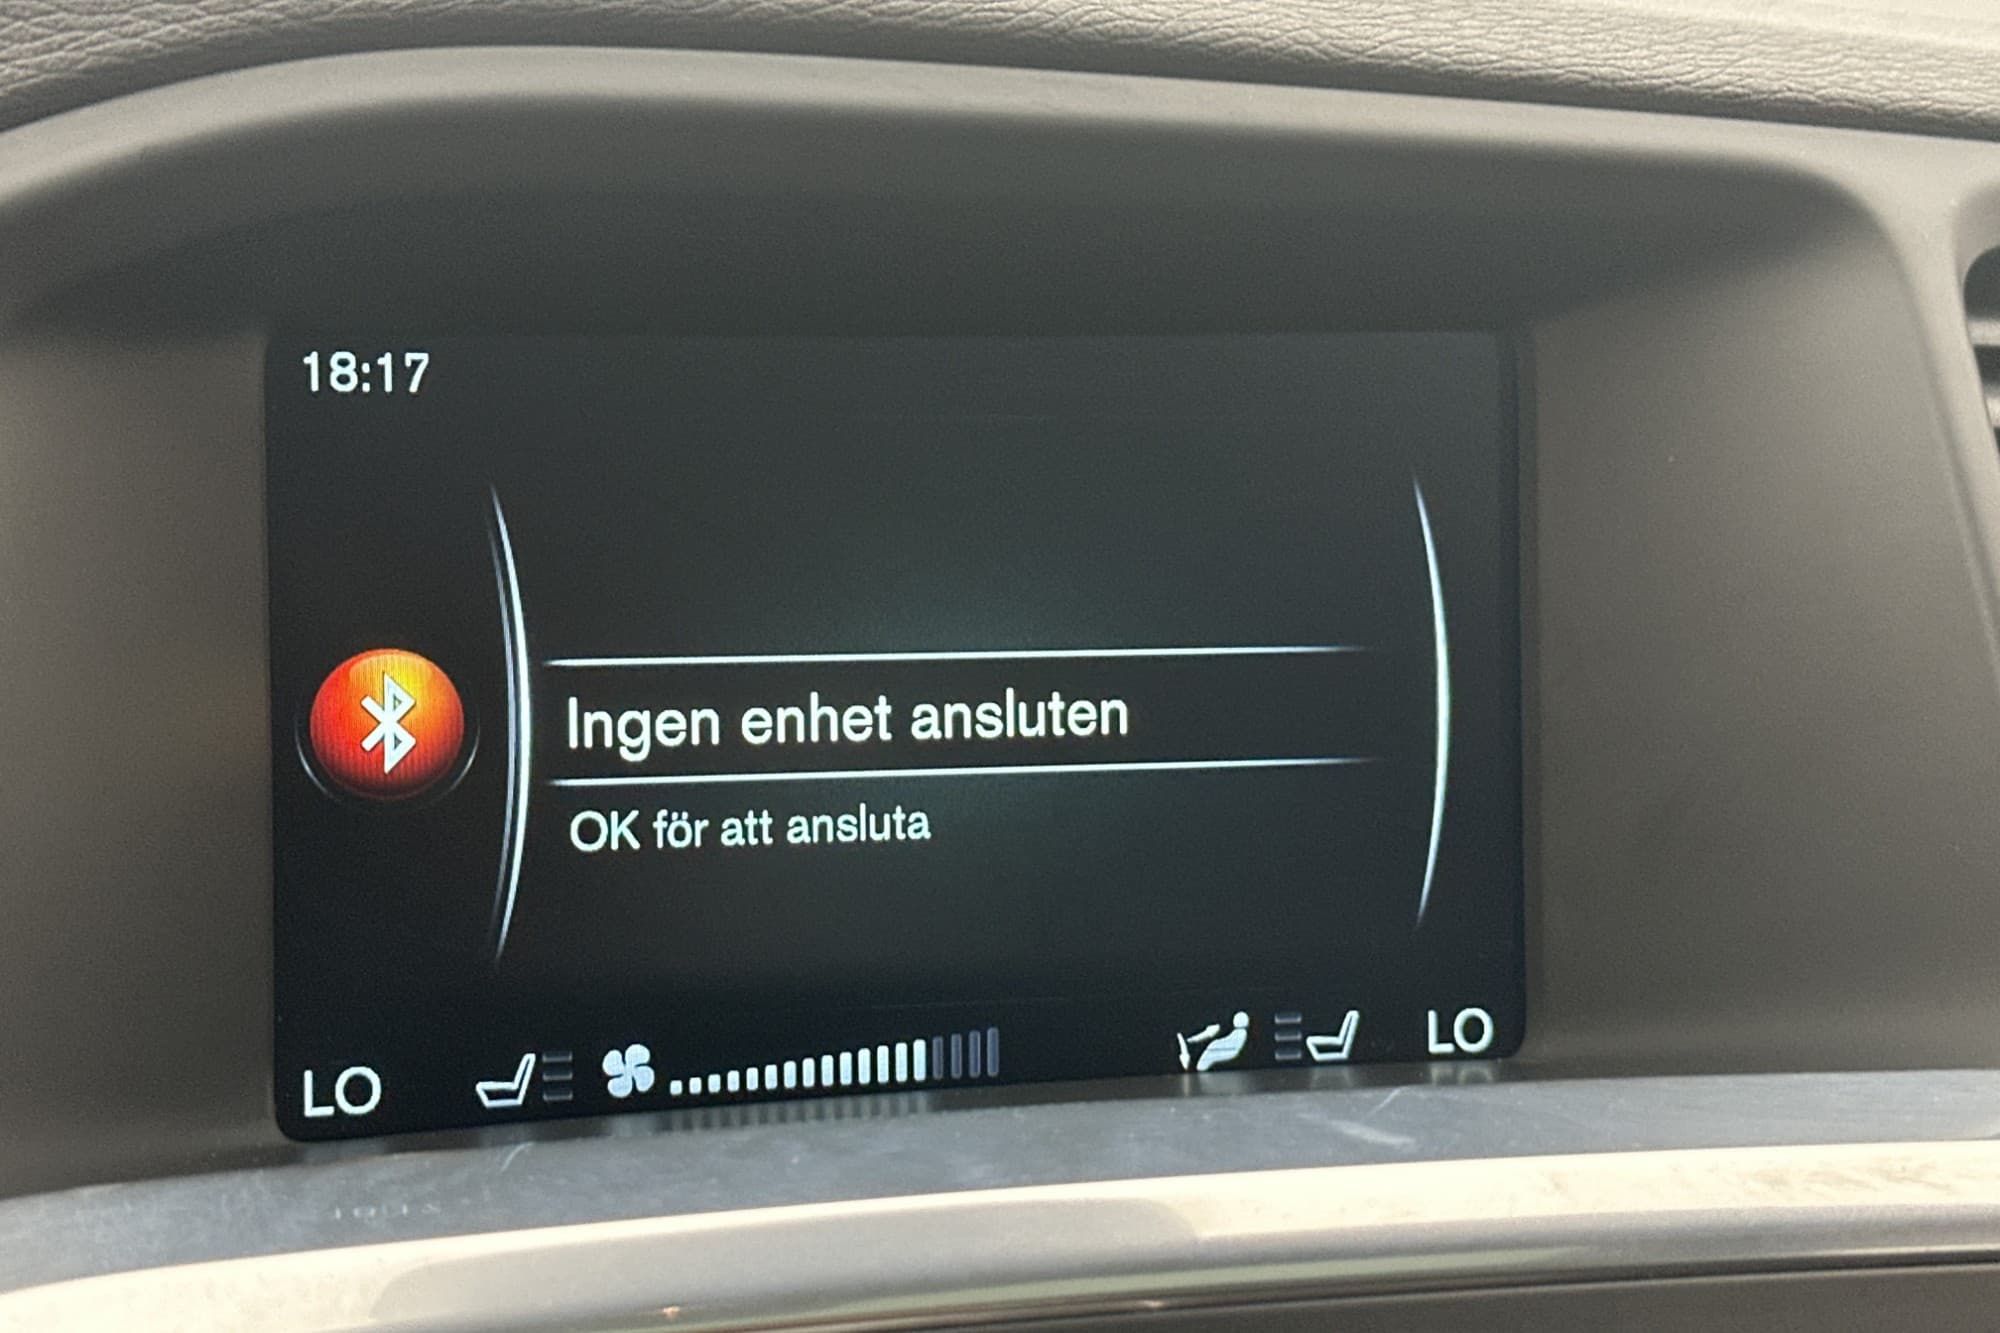 18:17
Ingen enhet ansluten
OK för att ansluta
LO LO